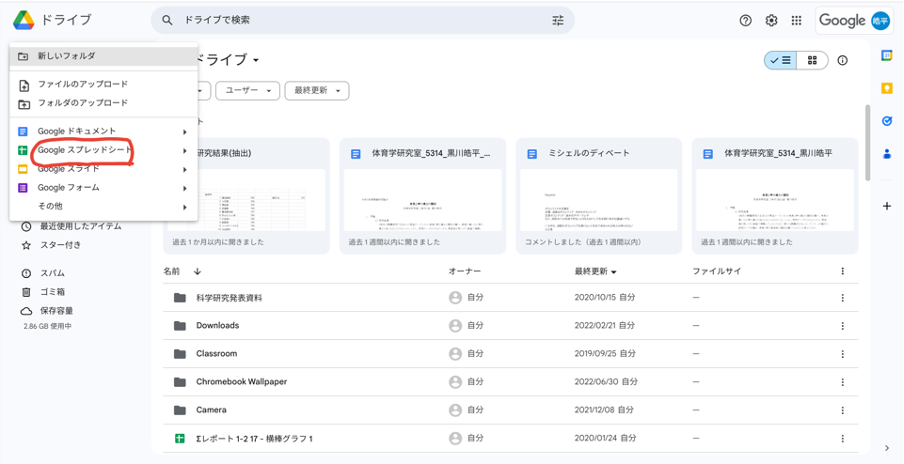 ドライブ
ドライブで検索
Google
皓平
新しいフォルダ
ファイルのアップロード
フォルダのアップロード
Google ドキュメント
Google スプレッドシート
Google スライド
Google フォーム
その他
最近使用したアイテム
スター付き
スパム
ゴミ箱
保存容量
2.86 GB 使用中
ドライブ
ユーザー
最終更新
ト
研究結果(抽出)
過去 1 か月以内に開きました
体育学研究室_5314_黒川皓平_...
過去 1 週間以内に開きました
ミシェルのディベート
コメントしました（過去 1 週間以内）
体育学研究室_5314_黒川皓平
過去 1 週間以内に開きました
名前 オーナー 最終更新 ファイルサイ
科学研究発表資料 自分 2020/10/15 自分 —
Downloads 自分 2022/02/21 自分 —
Classroom 自分 2019/09/25 自分 —
Chromebook Wallpaper 自分 2022/06/30 自分 —
Camera 自分 2021/12/08 自分 —
Σレポート 1-2 17 - 横棒グラフ 1 自分 2020/01/24 自分 —